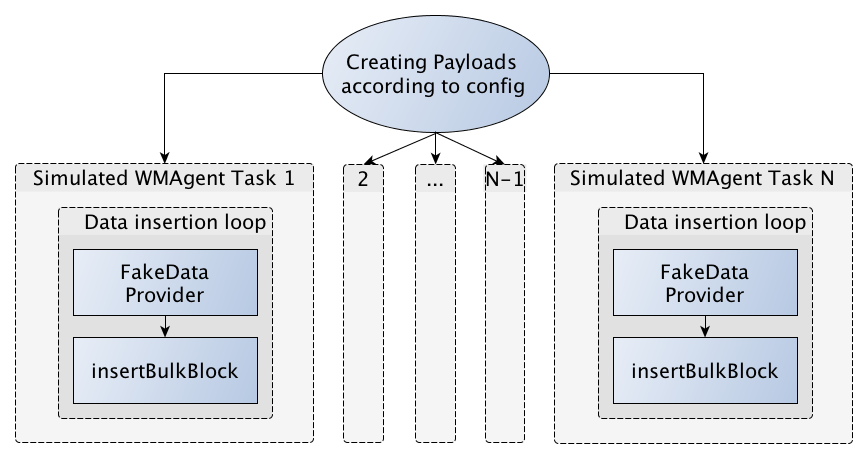 Creating Payloads
according to config
Simulated WMAgent Task 1
2
...
N-1
Simulated WMAgent Task N
Data insertion loop
FakeData
Provider
insertBulkBlock
Data insertion loop
FakeData
Provider
insertBulkBlock